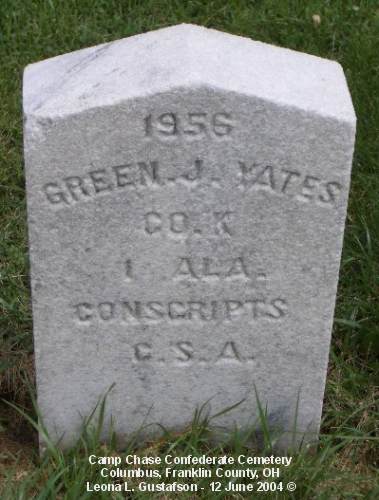 1956
GREEN. J. YATES
CO. K
1 ALA.
CONSCRIPTS
C.S.A.
Camp Chase Confederate Cemetery
Columbus, Franklin County, OH
Leona L. Gustafson - 12 June 2004 ©